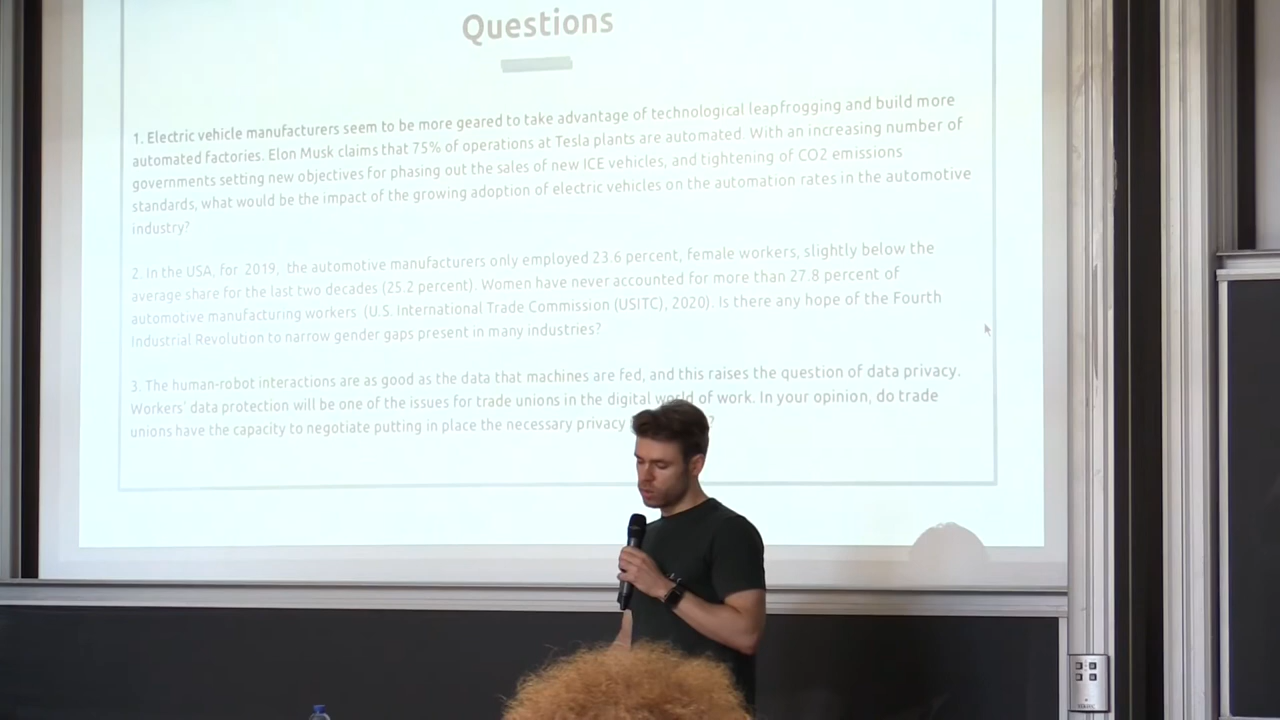 Questions
1. Electric vehicle manufacturers seem to be more geared to take advantage of technological leapfrogging and build more
automated factories. Elon Musk claims that 75% of operations at Tesla plants are automated. With an increasing number of
governments setting new objectives for phasing out the sales of new ICE vehicles, and tightening of CO2 emissions
standards, what would be the impact of the growing adoption of electric vehicles on the automation rates in the automotive
industry?
2. In the USA, for 2019, the automotive manufacturers only employed 23.6 percent, female workers, slightly below the
average share for the last two decades (25.2 percent). Women have never accounted for more than 27.8 percent of
automotive manufacturing workers (U.S. International Trade Commission (USITC), 2020). Is there any hope of the Fourth
Industrial Revolution to narrow gender gaps present in many industries?
3. The human-robot interactions are as good as the data that machines are fed, and this raises the question of data privacy.
Workers' data protection will be one of the issues for trade unions in the digital world of work. In your opinion, do trade
unions have the capacity to negotiate putting in place the necessary privacy ?